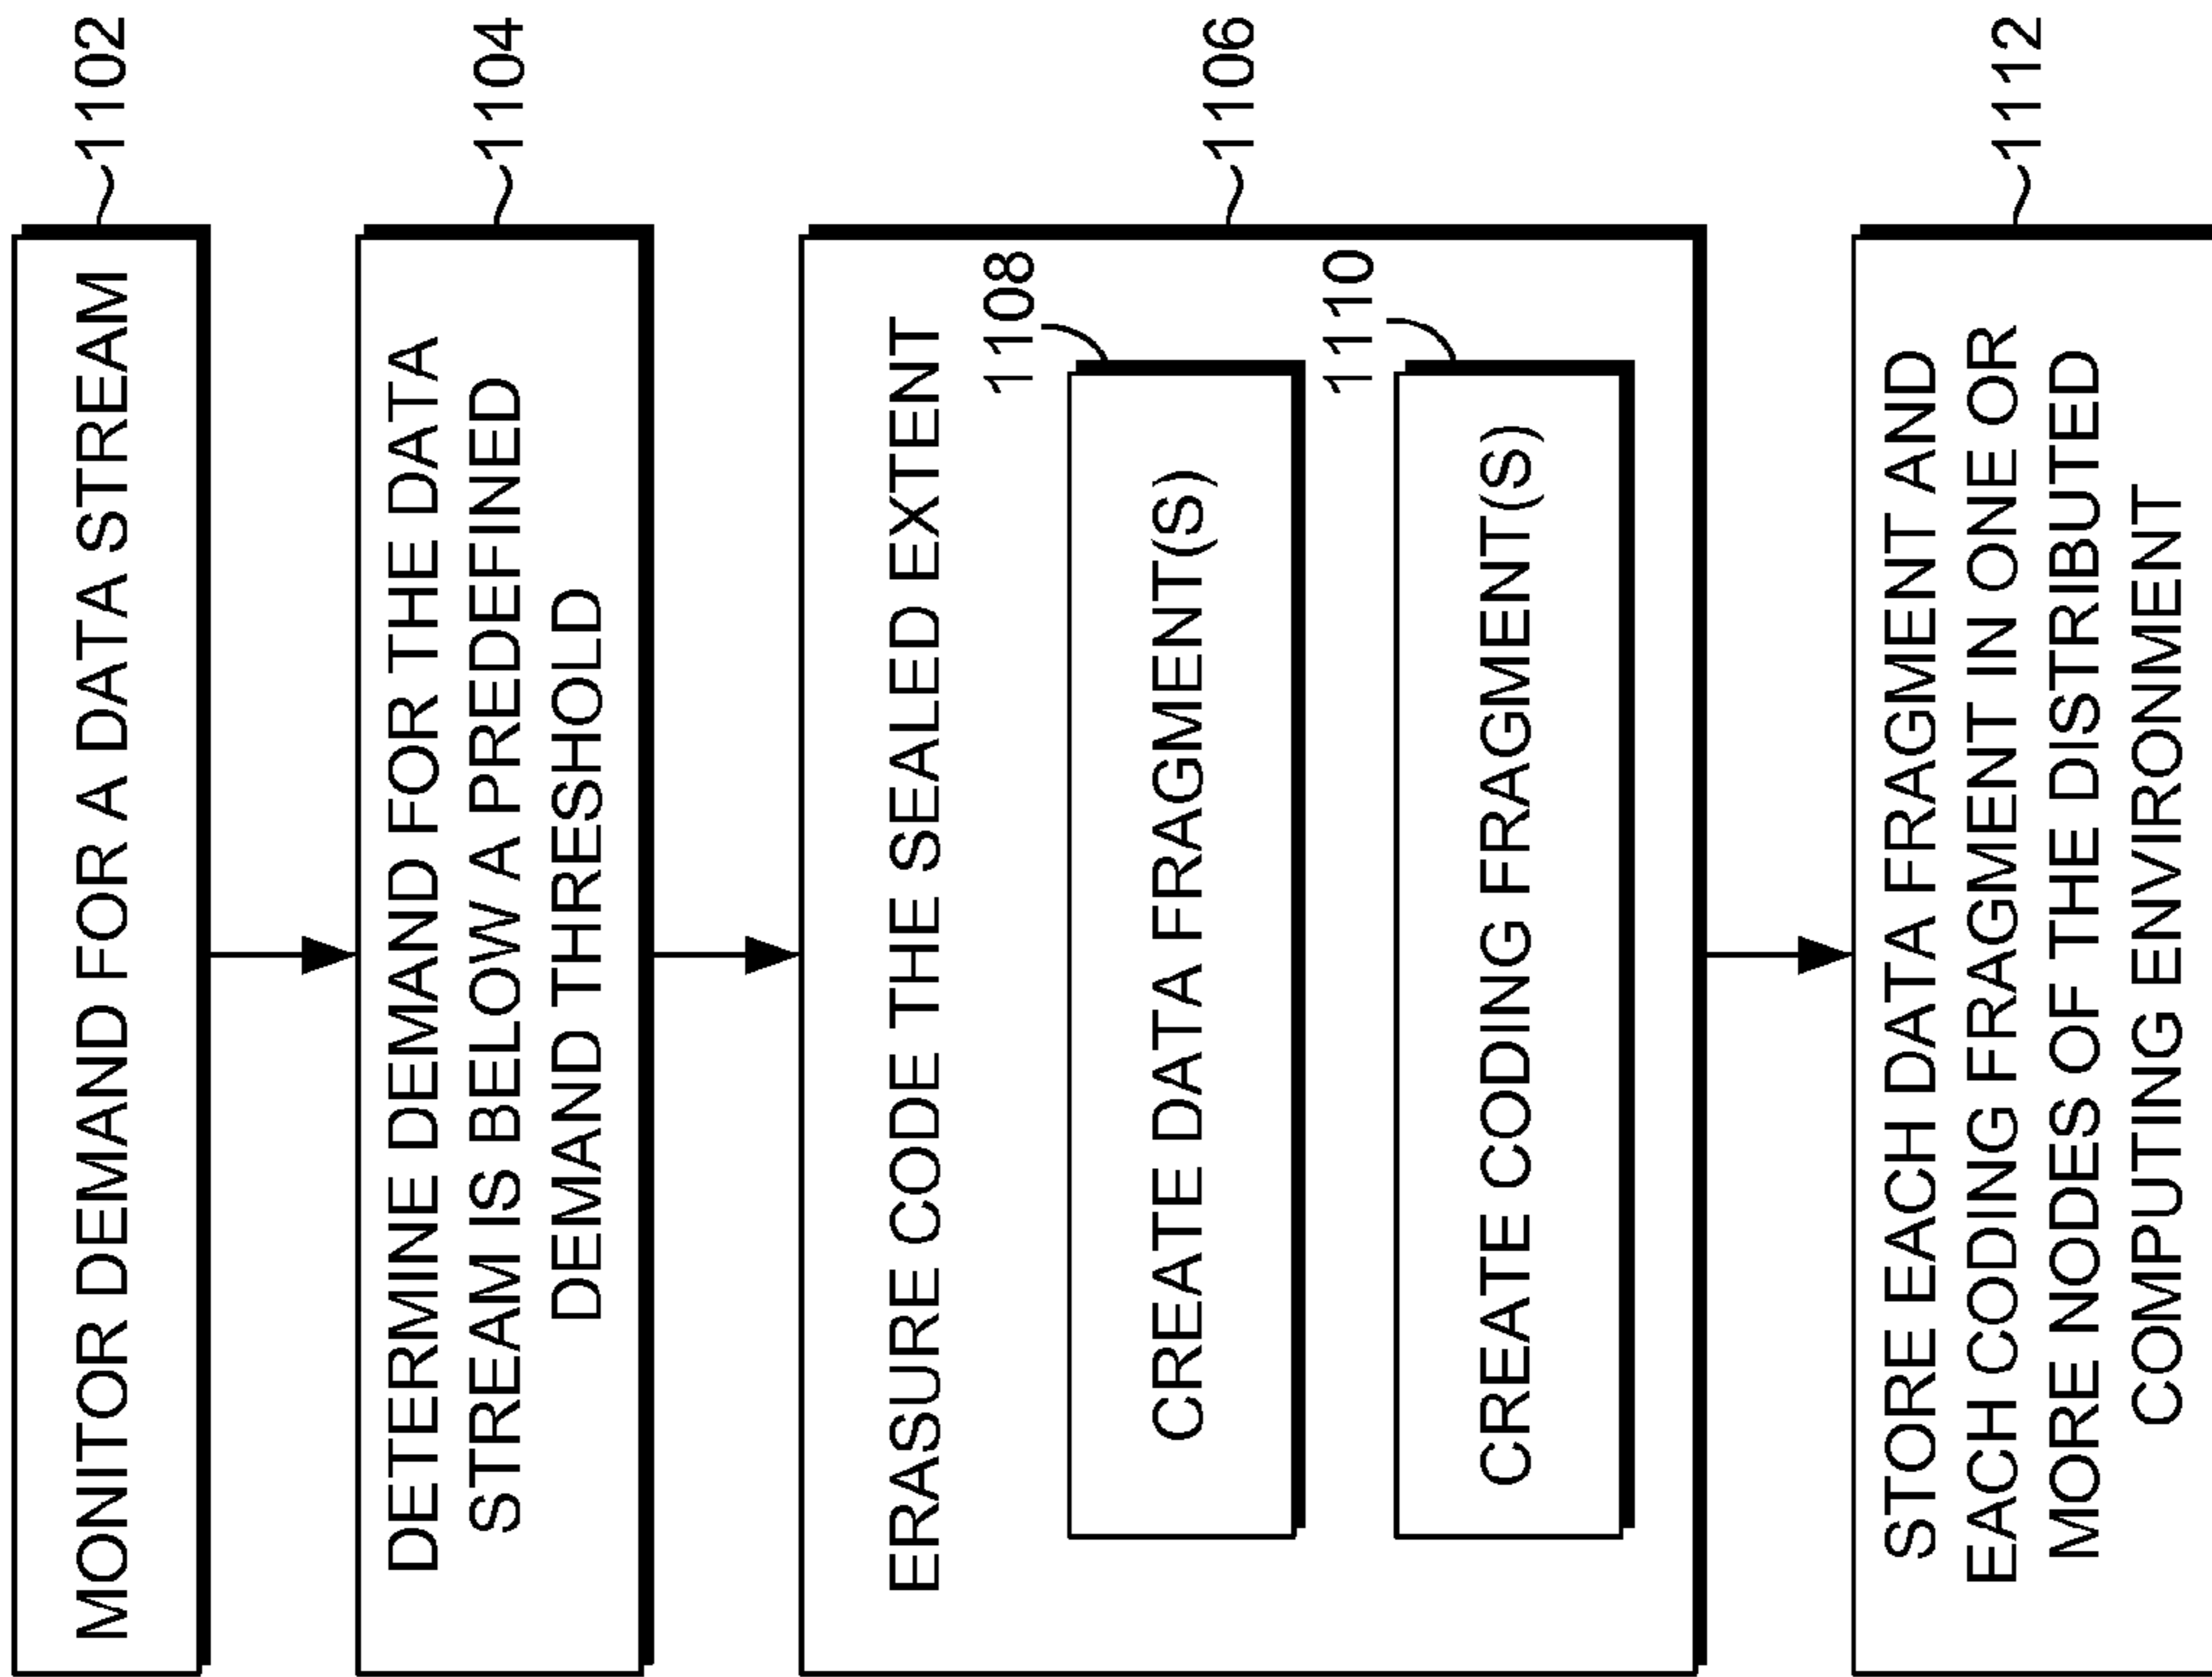 MONITOR DEMAND FOR A DATA STREAM
1102
DETERMINE DEMAND FOR THE DATA
STREAM IS BELOW A PREDEFINED
DEMAND THRESHOLD
1104
ERASURE CODE THE SEALED EXTENT
1106
1108
CREATE DATA FRAGMENT(S)
1110
CREATE CODING FRAGMENT(S)
STORE EACH DATA FRAGMENT AND
EACH CODING FRAGMENT IN ONE OR
MORE NODES OF THE DISTRIBUTED
COMPUTING ENVIRONMENT
1112